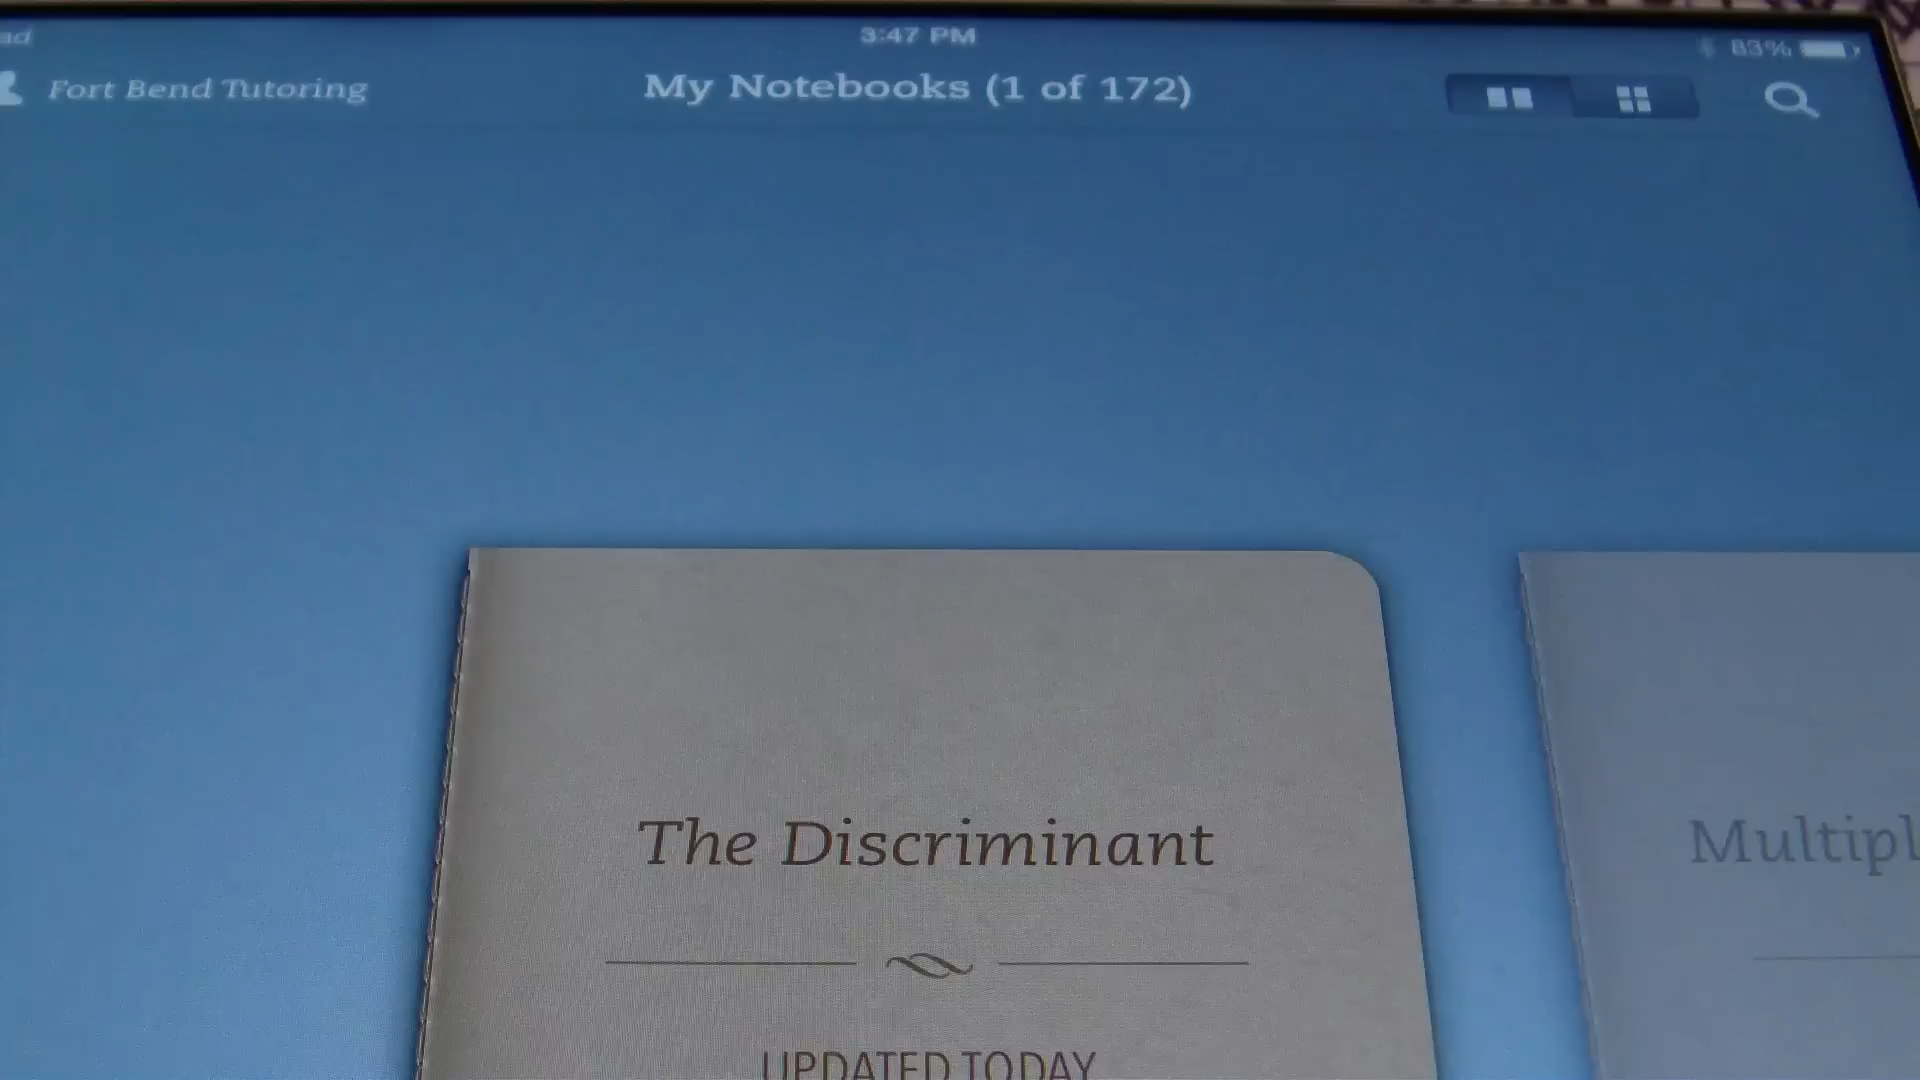 3:47 PM
83%
Fort Bend Tutoring
My Notebooks (1 of 172)
The Discriminant
UPDATED TODAY